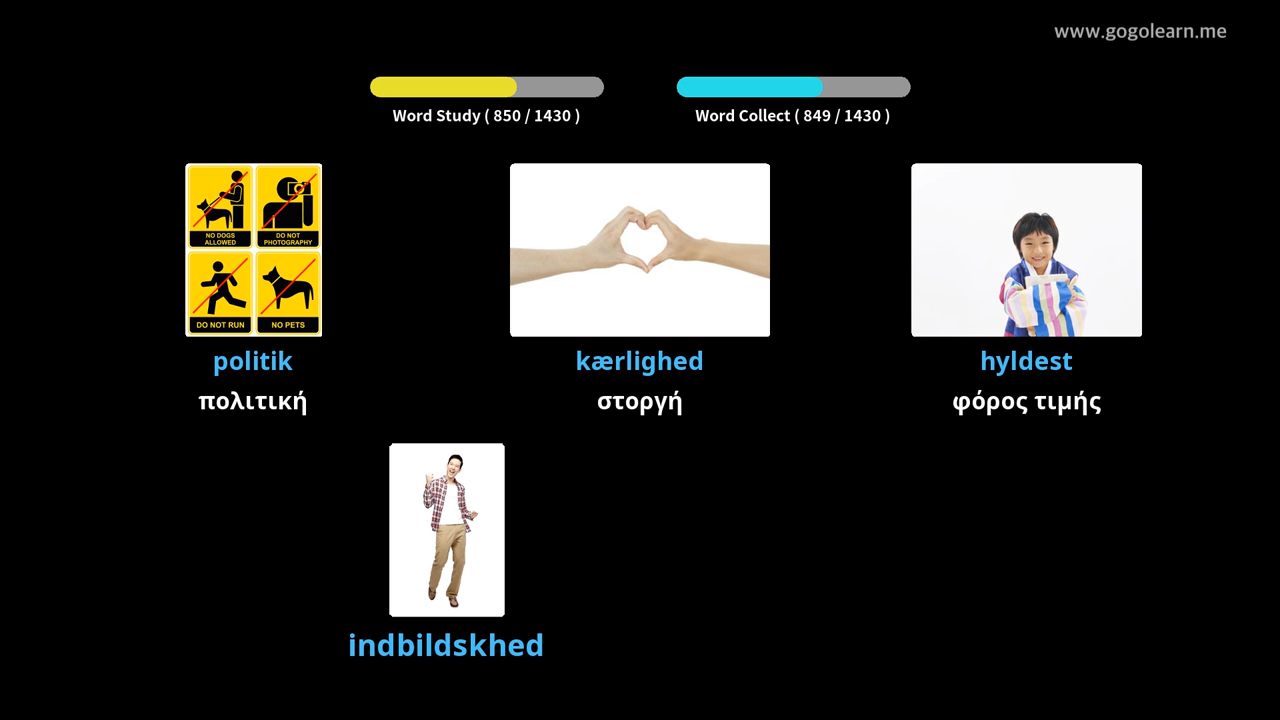 www.gogolearn.me
Word Study ( 850 / 1430 )
Word Collect ( 849 / 1430 )
NO DOGS
ALLOWED
DO NOT
PHOTOGRAPHY
DO NOT RUN
NO PETS
politik
kærlighed
hyldest
πολιτική
στοργή
φόρος τιμής
indbildskhed